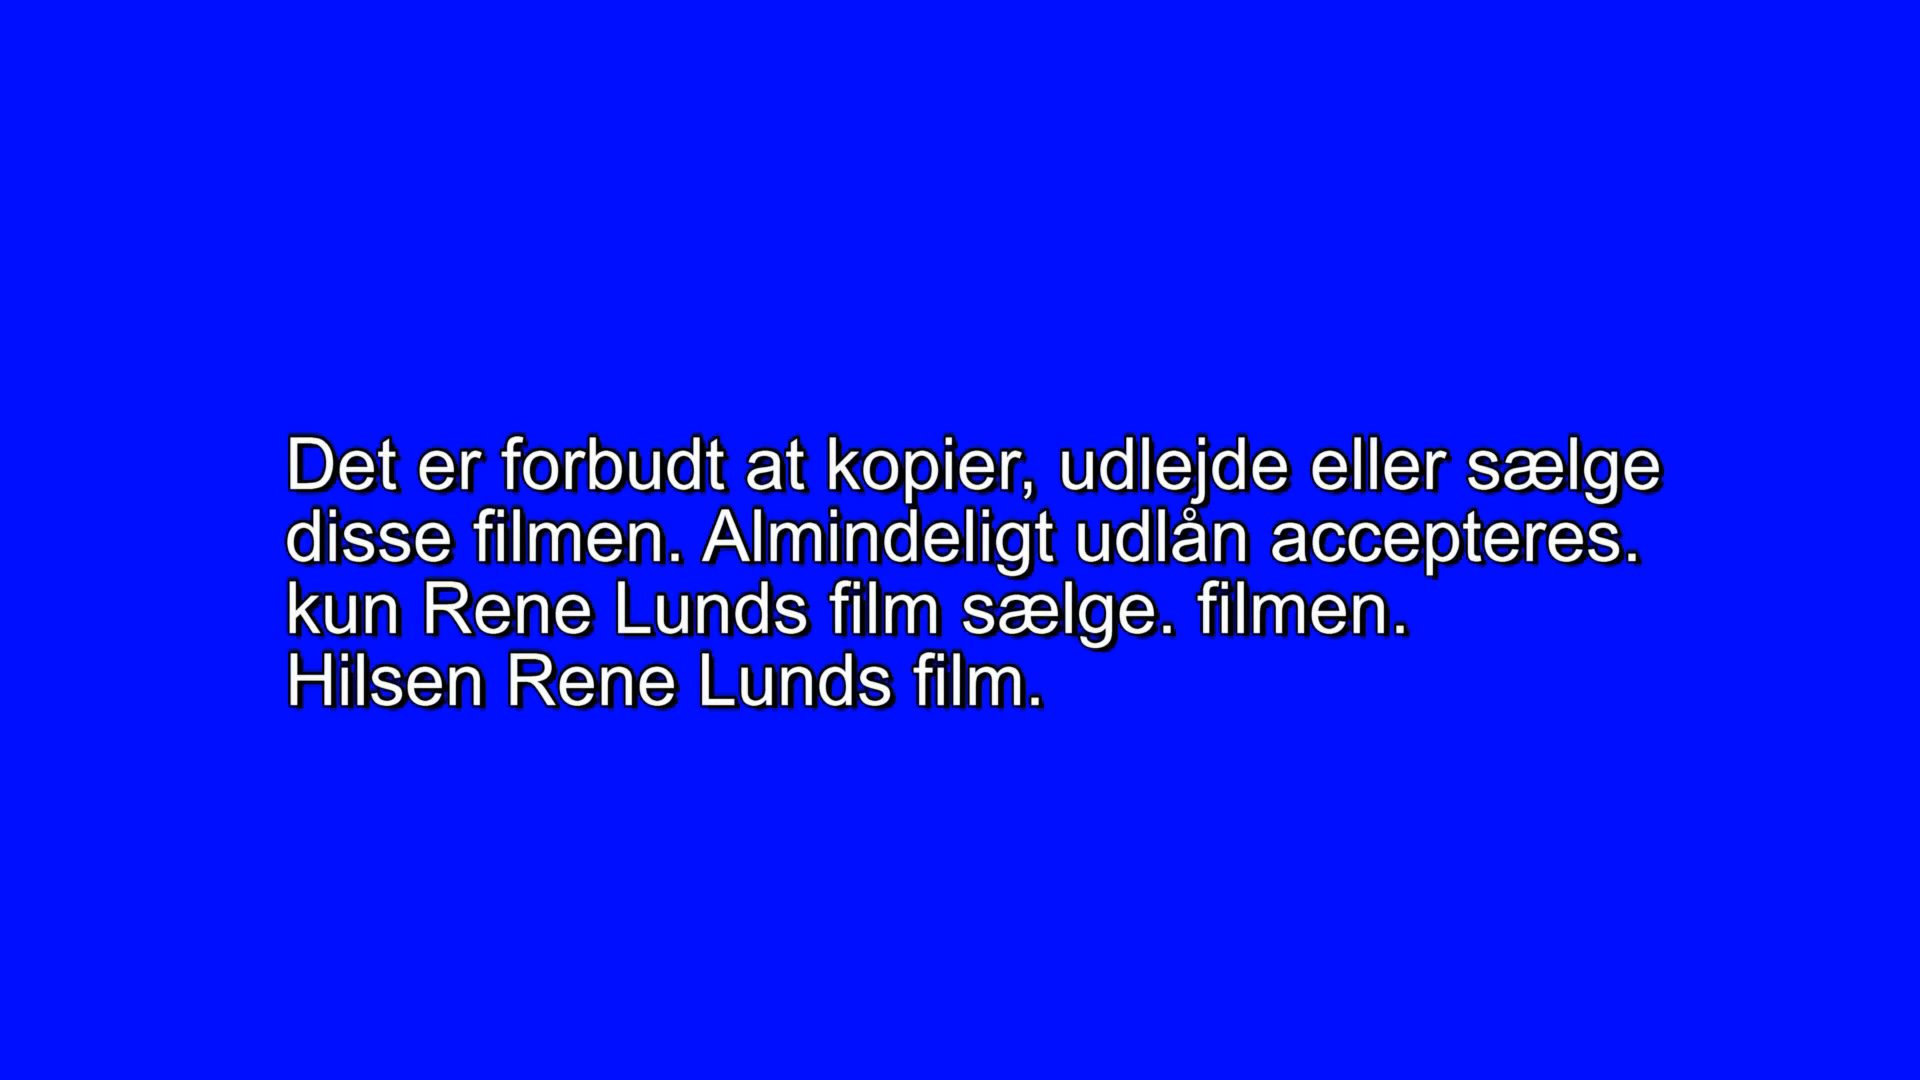 Det er forbudt at kopier, udlejde eller sælge
disse filmen. Almindeligt udlån accepteres.
kun Rene Lunds film sælge. filmen.
Hilsen Rene Lunds film.